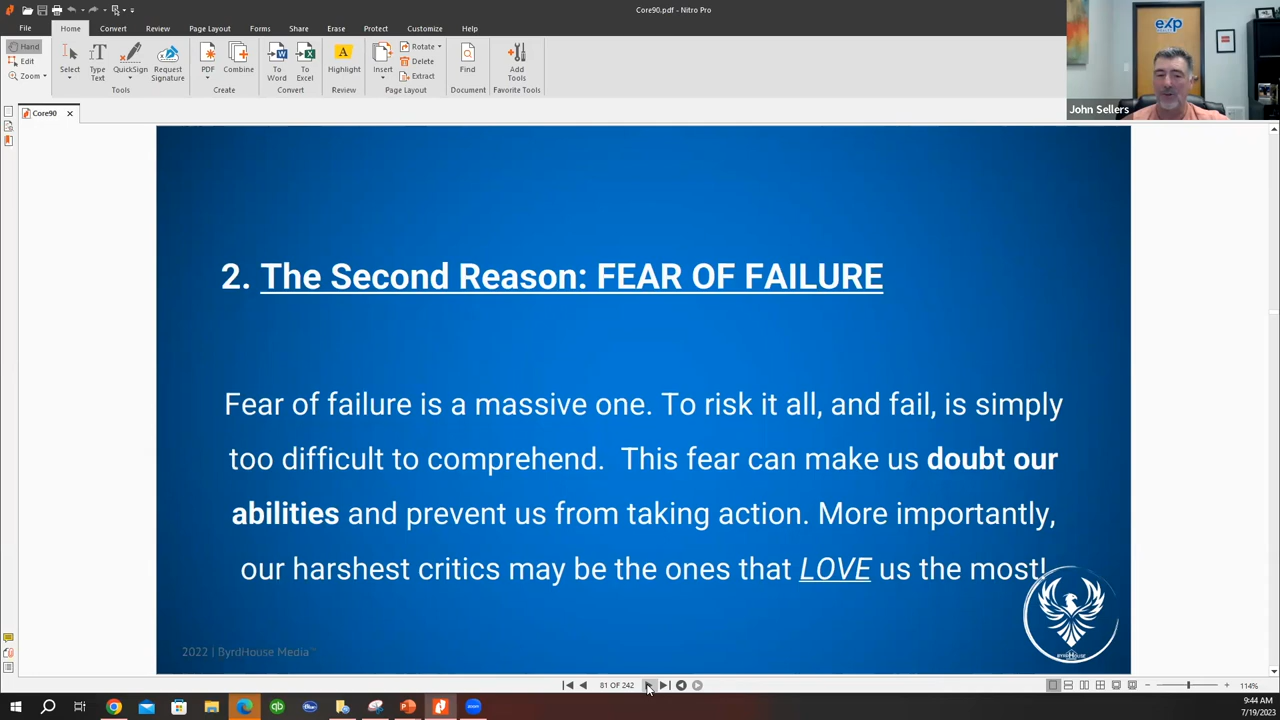 Core90.pdf - Nitro Pro
File Home Convert Review Page Layout Forms Share Erase Protect Customize Help
Hand
Edit
Zoom
Select
Type Text
QuickSign
Request Signature
Tools
PDF
Combine
Create
To Word
To Excel
Convert
Highlight
Review
Insert
Rotate
Delete
Extract
Page Layout
Find
Document
Add Tools
Favorite Tools
eXp
John Sellers
Core90
2. The Second Reason: FEAR OF FAILURE
Fear of failure is a massive one. To risk it all, and fail, is simply
too difficult to comprehend. This fear can make us doubt our
abilities and prevent us from taking action. More importantly,
our harshest critics may be the ones that LOVE us the most!
2022 | ByrdHouse Media™
BYRDHOUSE
81 OF 242
114%
9:44 AM
7/19/2023